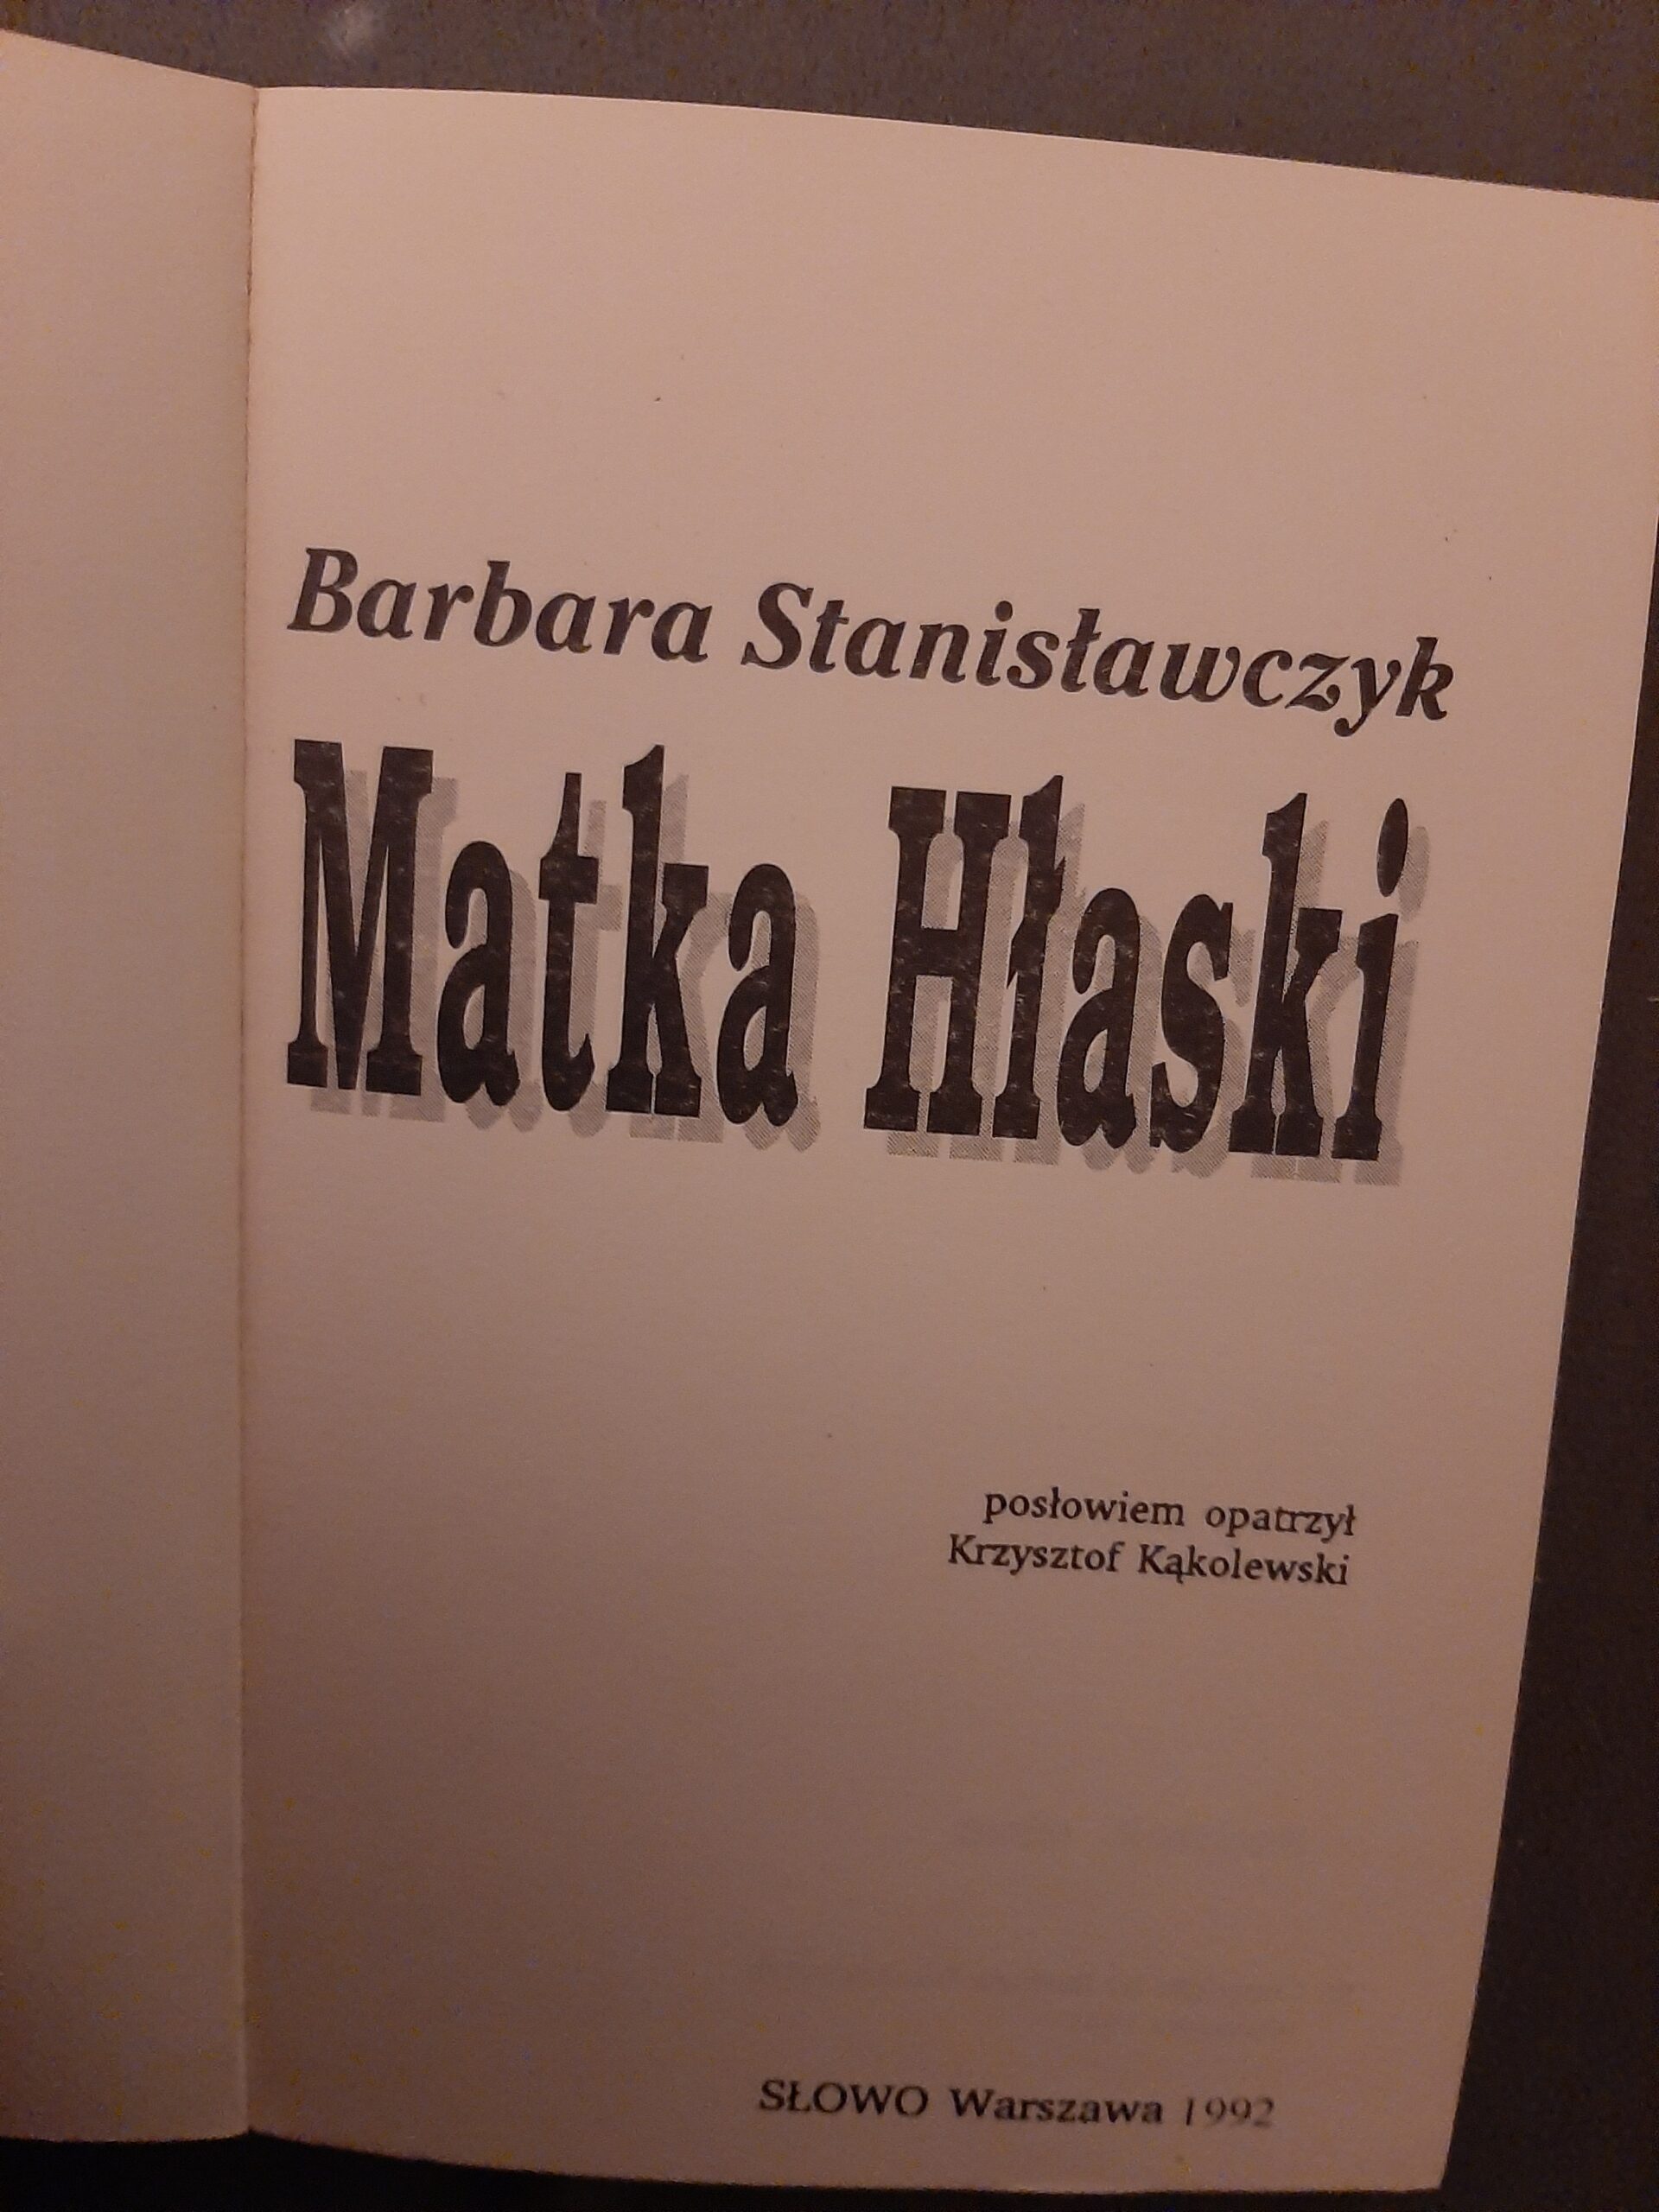 Barbara Stanisławczyk
Matka Hłaski
posłowiem opatrzył
Krzysztof Kąkolewski
SŁOWO Warszawa 1992